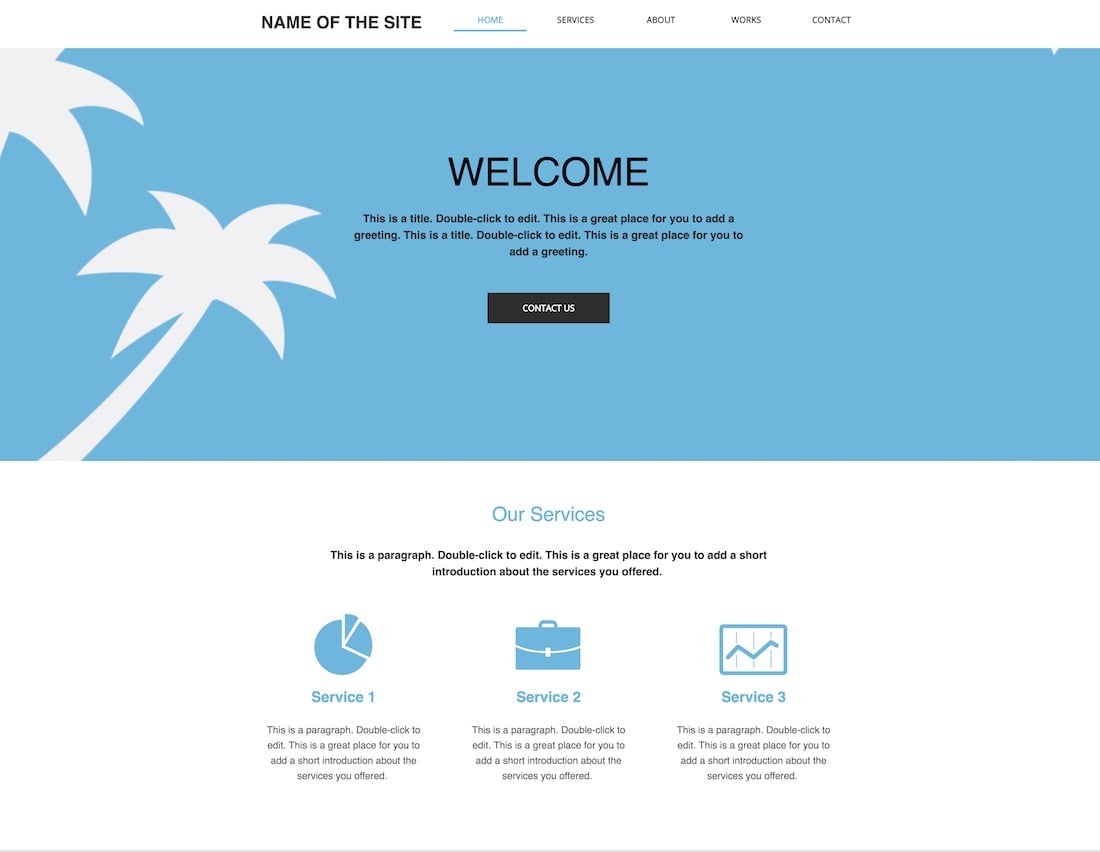 NAME OF THE SITE
HOME SERVICES ABOUT WORKS CONTACT
WELCOME
This is a title. Double-click to edit. This is a great place for you to add a
greeting. This is a title. Double-click to edit. This is a great place for you to
add a greeting.
CONTACT US
Our Services
This is a paragraph. Double-click to edit. This is a great place for you to add a short
introduction about the services you offered.
Service 1
This is a paragraph. Double-click to
edit. This is a great place for you to
add a short introduction about the
services you offered.
Service 2
This is a paragraph. Double-click to
edit. This is a great place for you to
add a short introduction about the
services you offered.
Service 3
This is a paragraph. Double-click to
edit. This is a great place for you to
add a short introduction about the
services you offered.